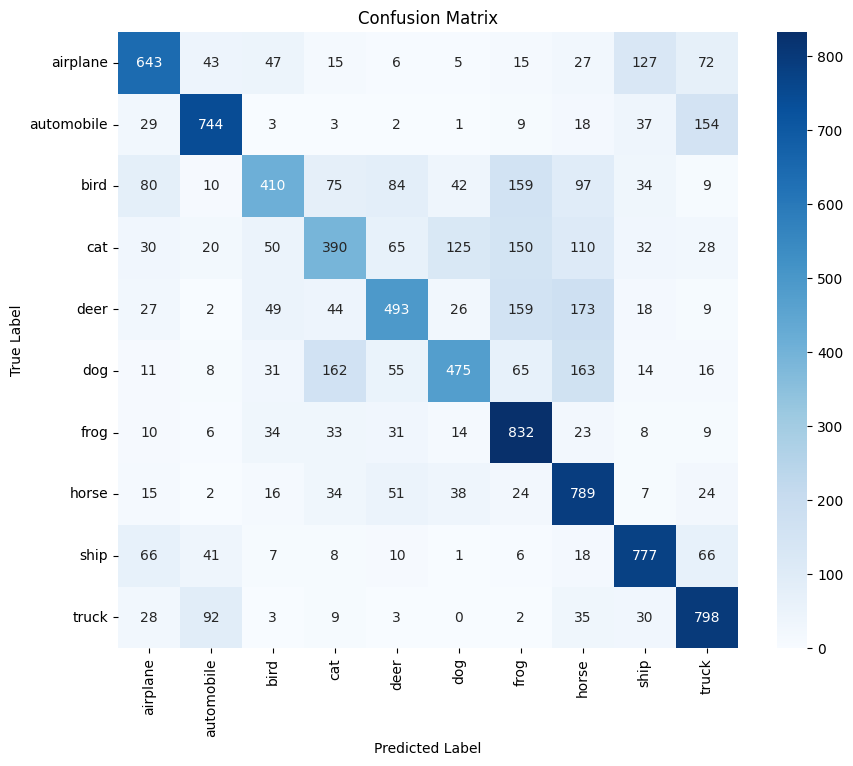 Confusion Matrix
airplane 643 43 47 15 6 5 15 27 127 72
automobile 29 744 3 3 2 1 9 18 37 154
bird 80 10 410 75 84 42 159 97 34 9
cat 30 20 50 390 65 125 150 110 32 28
deer 27 2 49 44 493 26 159 173 18 9
dog 11 8 31 162 55 475 65 163 14 16
frog 10 6 34 33 31 14 832 23 8 9
horse 15 2 16 34 51 38 24 789 7 24
ship 66 41 7 8 10 1 6 18 777 66
truck 28 92 3 9 3 0 2 35 30 798
airplane automobile bird cat deer dog frog horse ship truck
Predicted Label
True Label
800
700
600
500
400
300
200
100
0